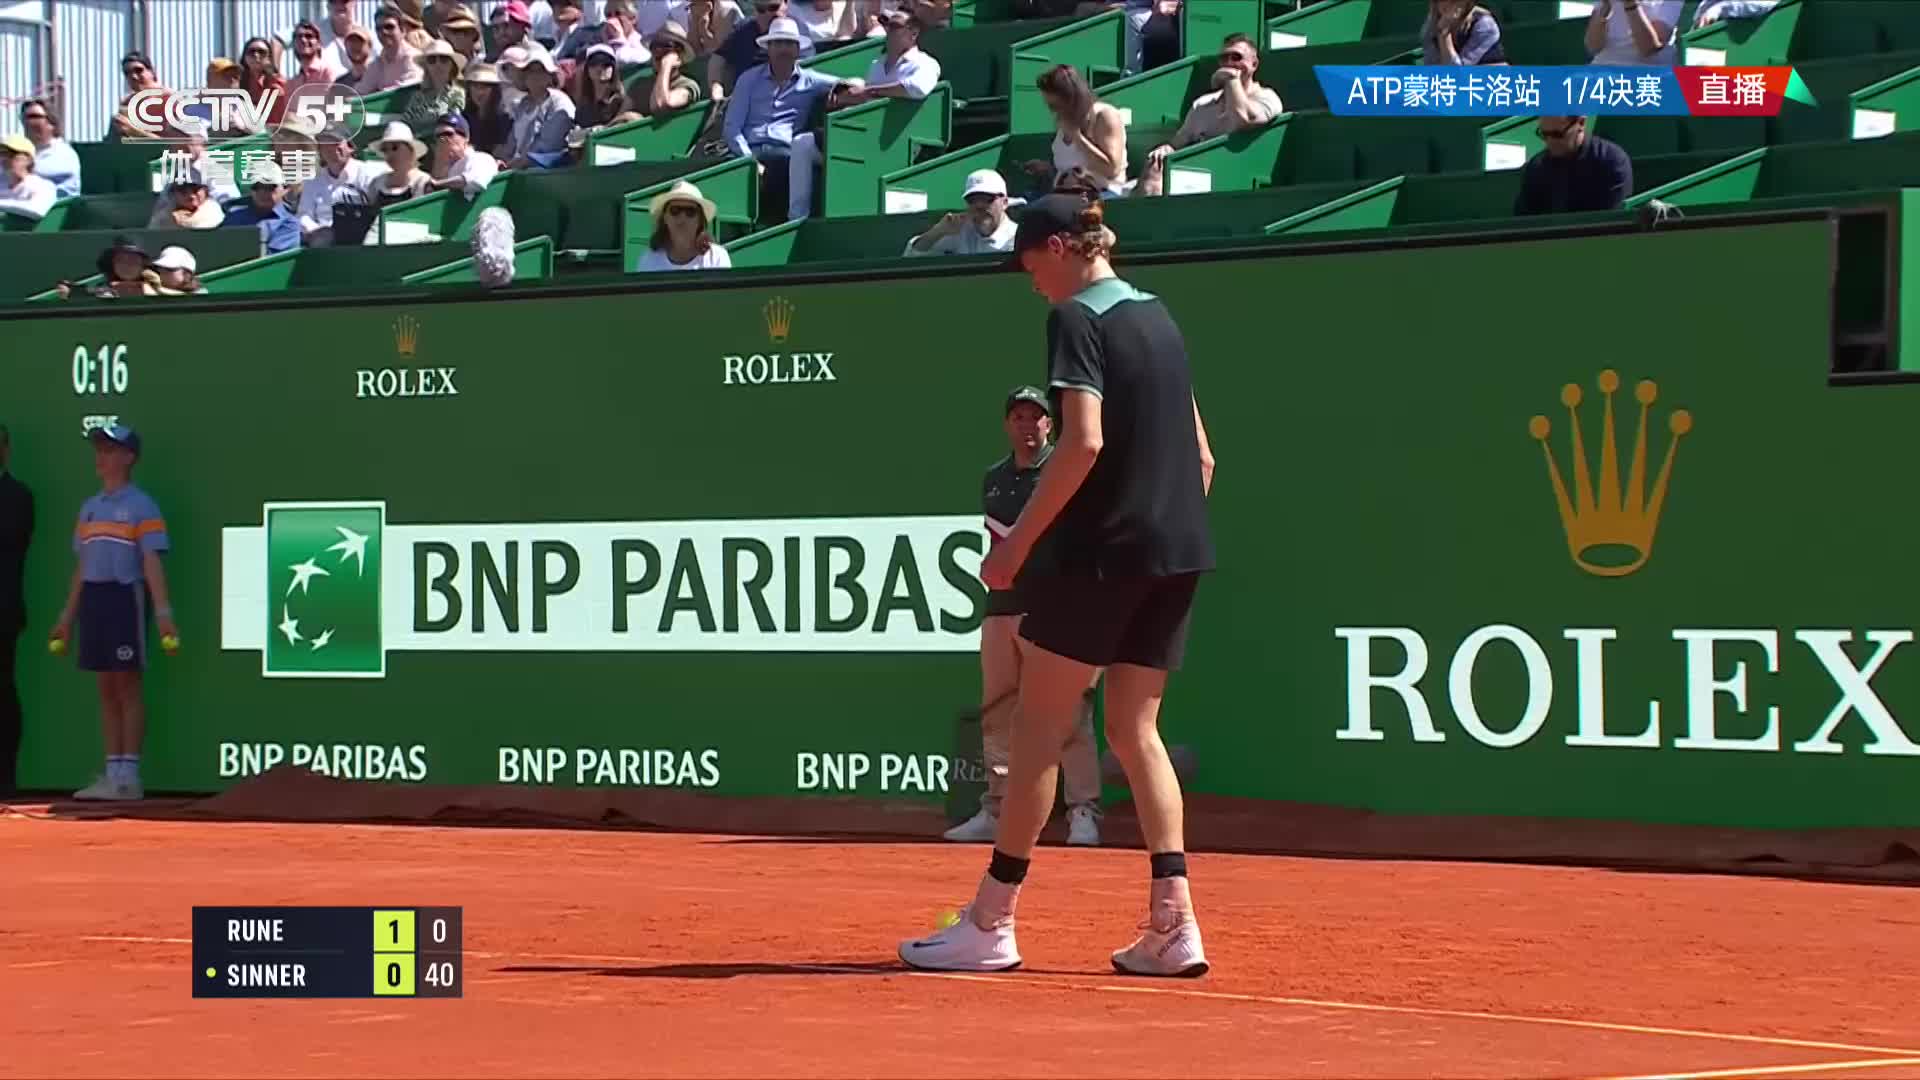 CCTV 5+
体育赛事
ATP蒙特卡洛站 1/4决赛 直播
0:16
SERVE
ROLEX
ROLEX
BNP PARIBAS
ROLEX
BNP PARIBAS BNP PARIBAS BNP PAR
RUNE 1 0
SINNER 0 40